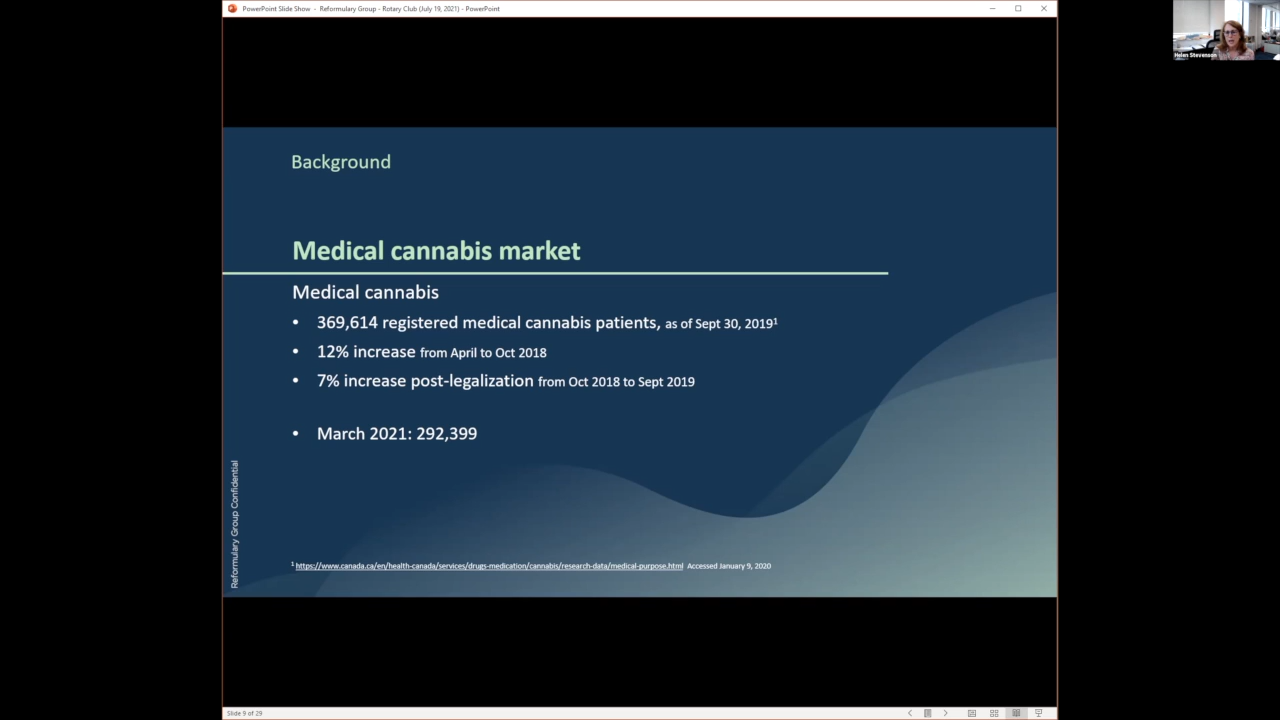 PowerPoint Slide Show - Reformulary Group - Rotary Club (July 19, 2021) - PowerPoint
Helen Stevenson
Background
Medical cannabis market
Medical cannabis
• 369,614 registered medical cannabis patients, as of Sept 30, 2019¹
• 12% increase from April to Oct 2018
• 7% increase post-legalization from Oct 2018 to Sept 2019
• March 2021: 292,399
Reformulary Group Confidential
¹ https://www.canada.ca/en/health-canada/services/drugs-medication/cannabis/research-data/medical-purpose.html Accessed January 9, 2020
Slide 9 of 29